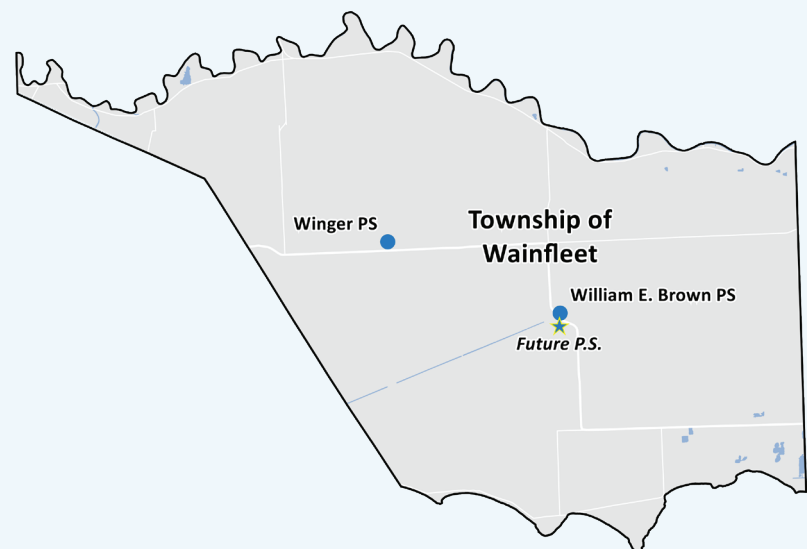 Winger PS
Township of
Wainfleet
William E. Brown PS
Future P.S.